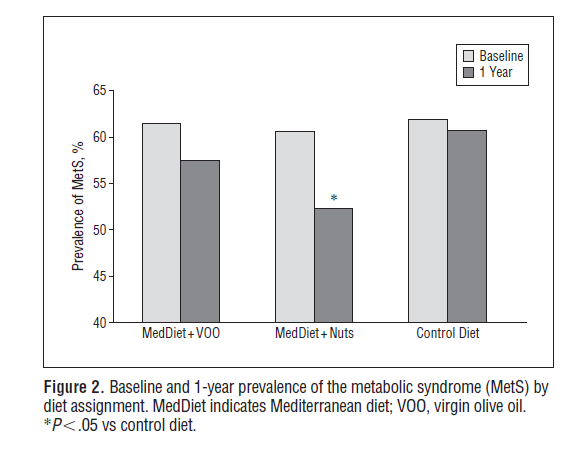 Baseline
1 Year
65
60
55
50
45
40
Prevalence of MetS, %
*
MedDiet+VOO
MedDiet+Nuts
Control Diet
Figure 2. Baseline and 1-year prevalence of the metabolic syndrome (MetS) by
diet assignment. MedDiet indicates Mediterranean diet; VOO, virgin olive oil.
*P<.05 vs control diet.